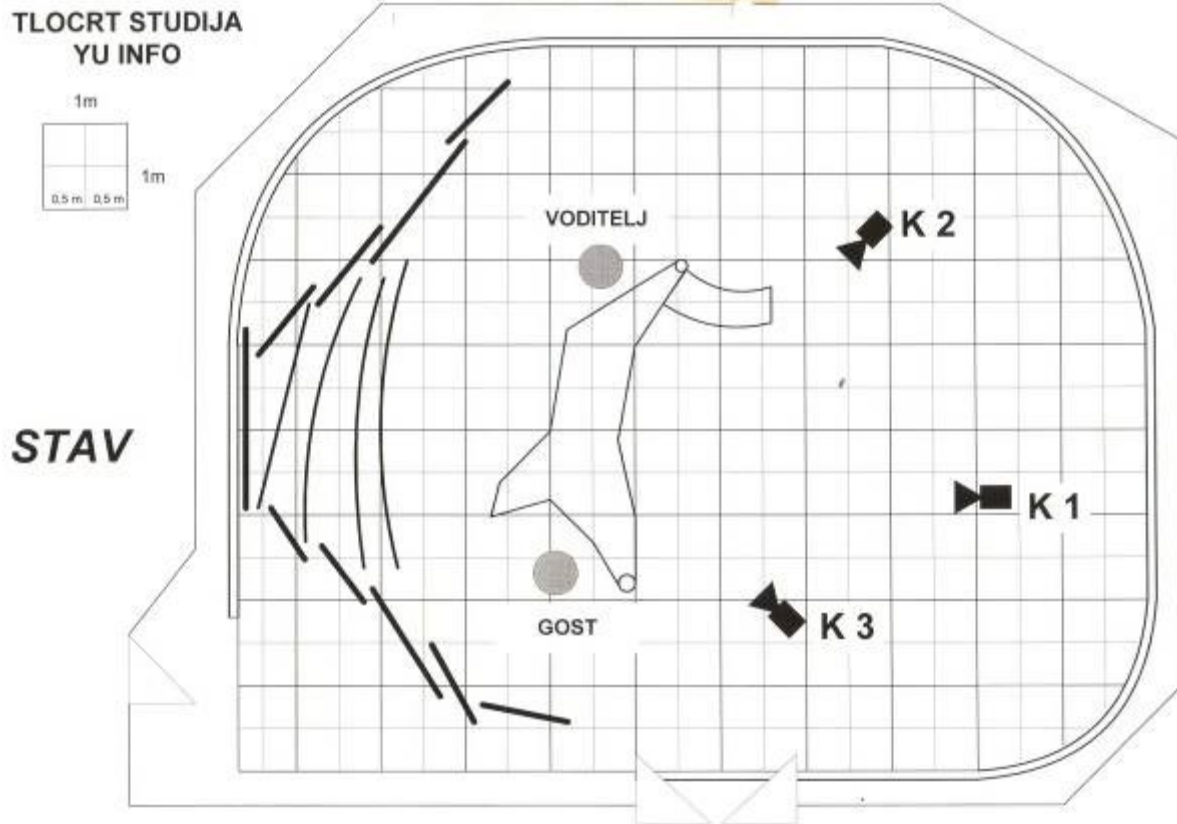 TLOCRT STUDIJA
YU INFO
1m
1m
0,5 m 0,5 m
VODITELJ
K 2
STAV
K 1
K 3
GOST